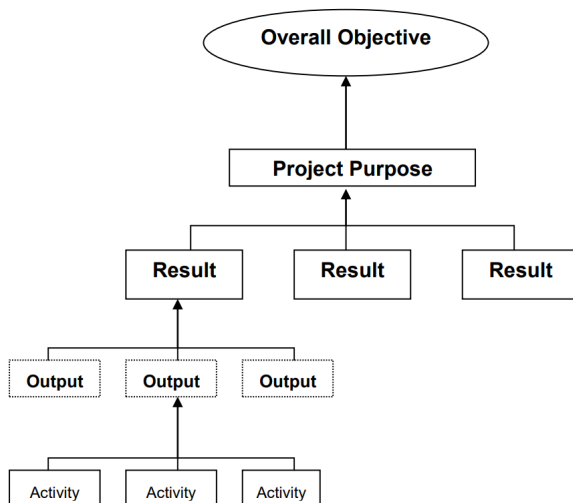 Overall Objective
Project Purpose
Result
Result
Result
Output
Output
Output
Activity
Activity
Activity